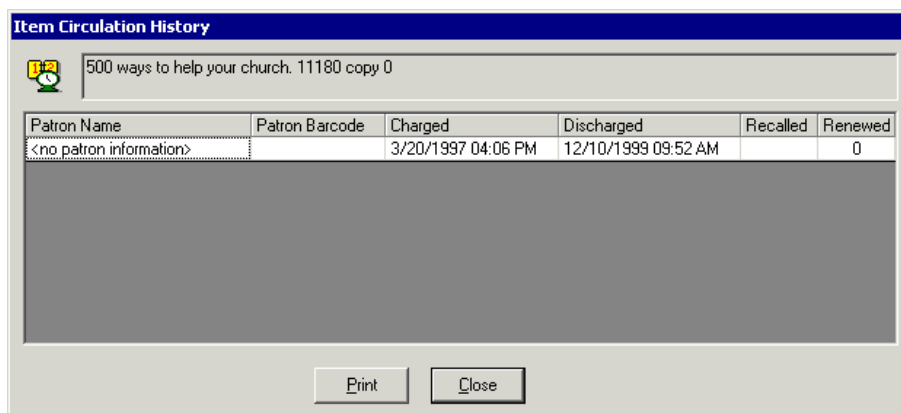 Item Circulation History
500 ways to help your church. 11180 copy 0
Patron Name Patron Barcode Charged Discharged Recalled Renewed
<no patron information> 3/20/1997 04:06 PM 12/10/1999 09:52 AM 0
Print Close